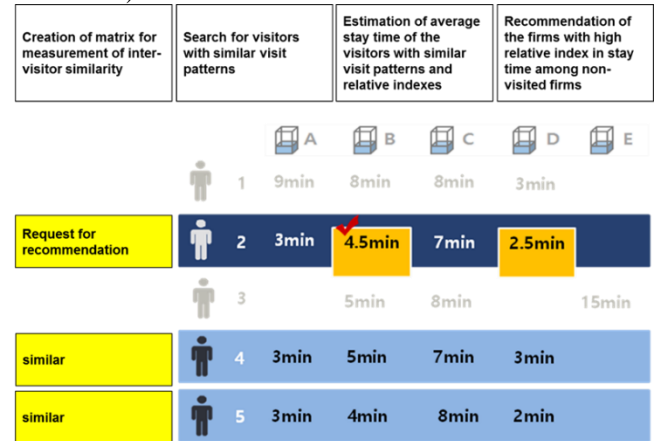 Creation of matrix for
measurement of inter-
visitor similarity
Search for visitors
with similar visit
patterns
Estimation of average
stay time of the
visitors with similar
visit patterns and
relative indexes
Recommendation of
the firms with high
relative index in stay
time among non-
visited firms
A B C D E
1 9min 8min 8min 3min
Request for
recommendation
2 3min 4.5min 7min 2.5min
3 5min 8min 15min
similar
4 3min 5min 7min 3min
similar
5 3min 4min 8min 2min